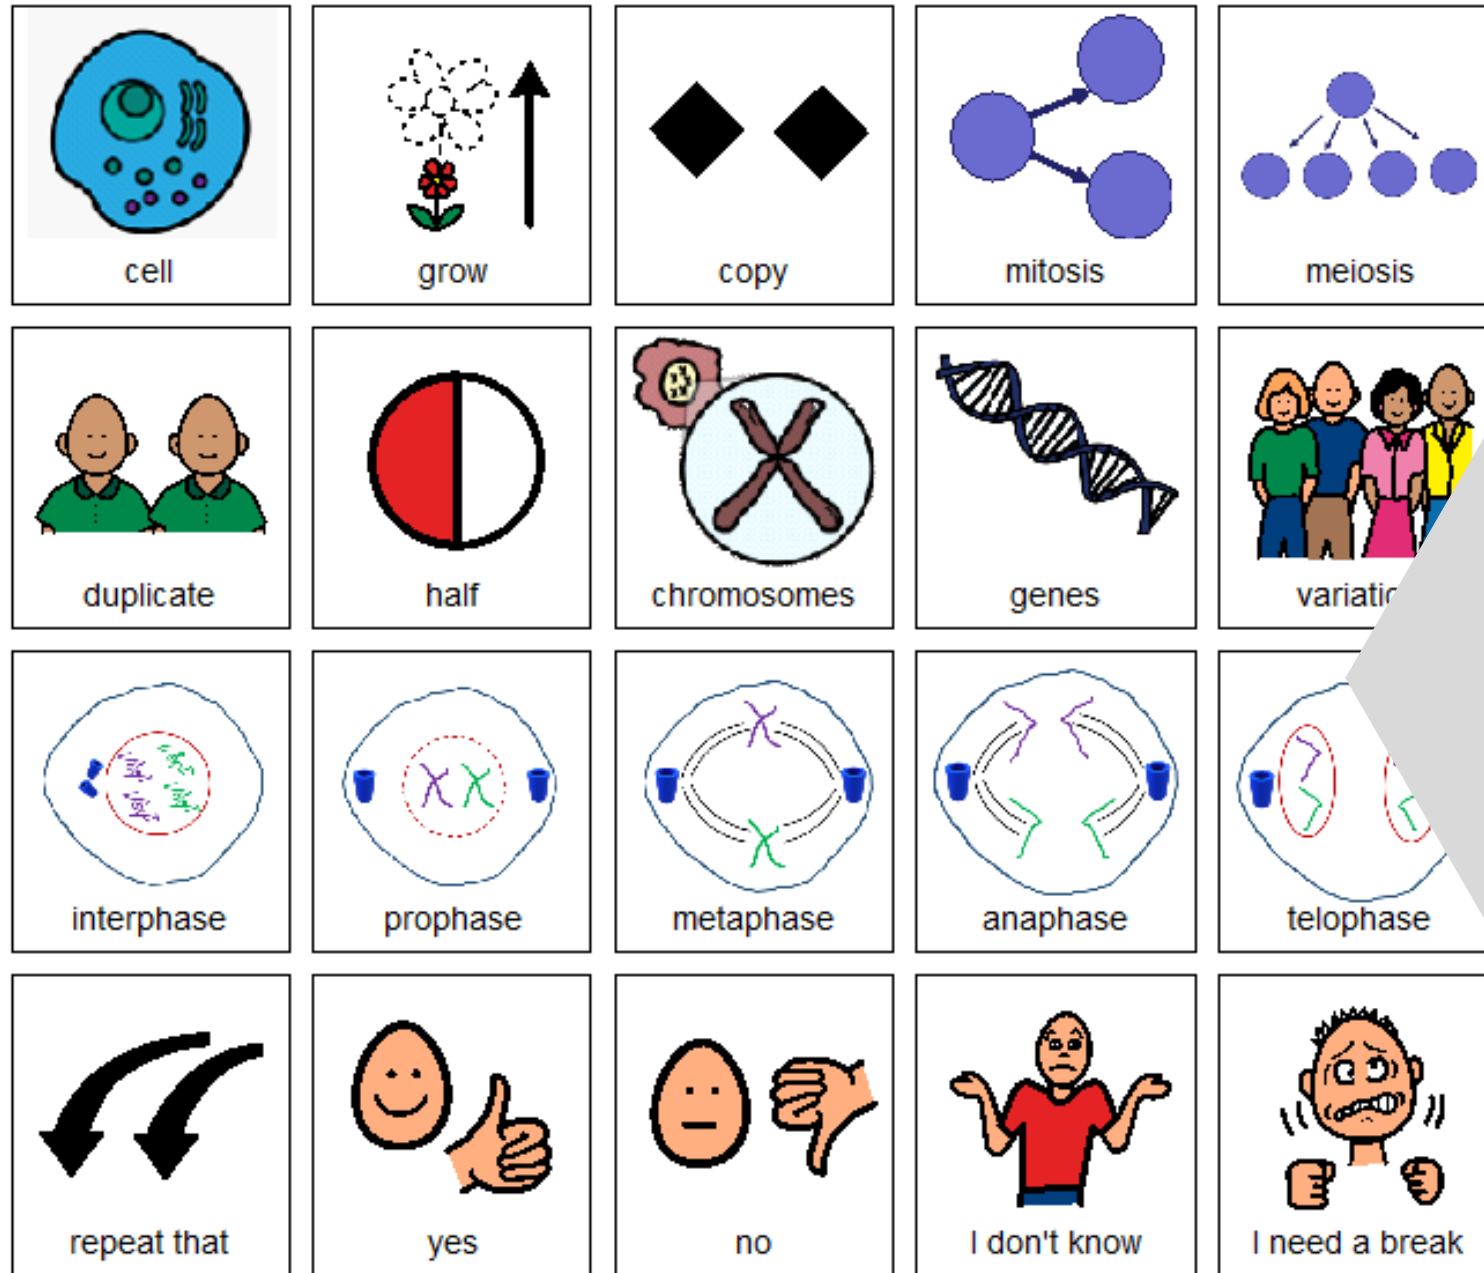 cell
grow
copy
mitosis
meiosis
duplicate
half
chromosomes
genes
interphase
prophase
metaphase
anaphase
telophase
repeat that
yes
no
I don't know
I need a break